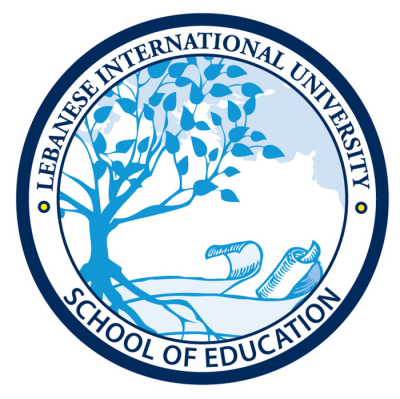 LEBANESE INTERNATIONAL UNIVERSITY
SCHOOL OF EDUCATION